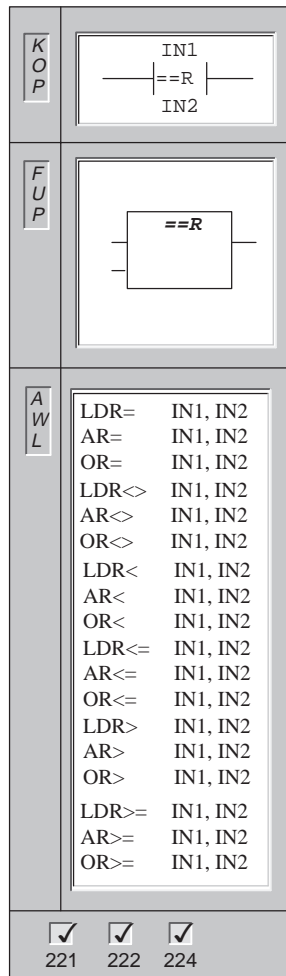 KOP
IN1
==R
IN2
FUP
==R
AWL
LDR= IN1, IN2
AR= IN1, IN2
OR= IN1, IN2
LDR<> IN1, IN2
AR<> IN1, IN2
OR<> IN1, IN2
LDR< IN1, IN2
AR< IN1, IN2
OR< IN1, IN2
LDR<= IN1, IN2
AR<= IN1, IN2
OR<= IN1, IN2
LDR> IN1, IN2
AR> IN1, IN2
OR> IN1, IN2
LDR>= IN1, IN2
AR>= IN1, IN2
OR>= IN1, IN2
221 222 224